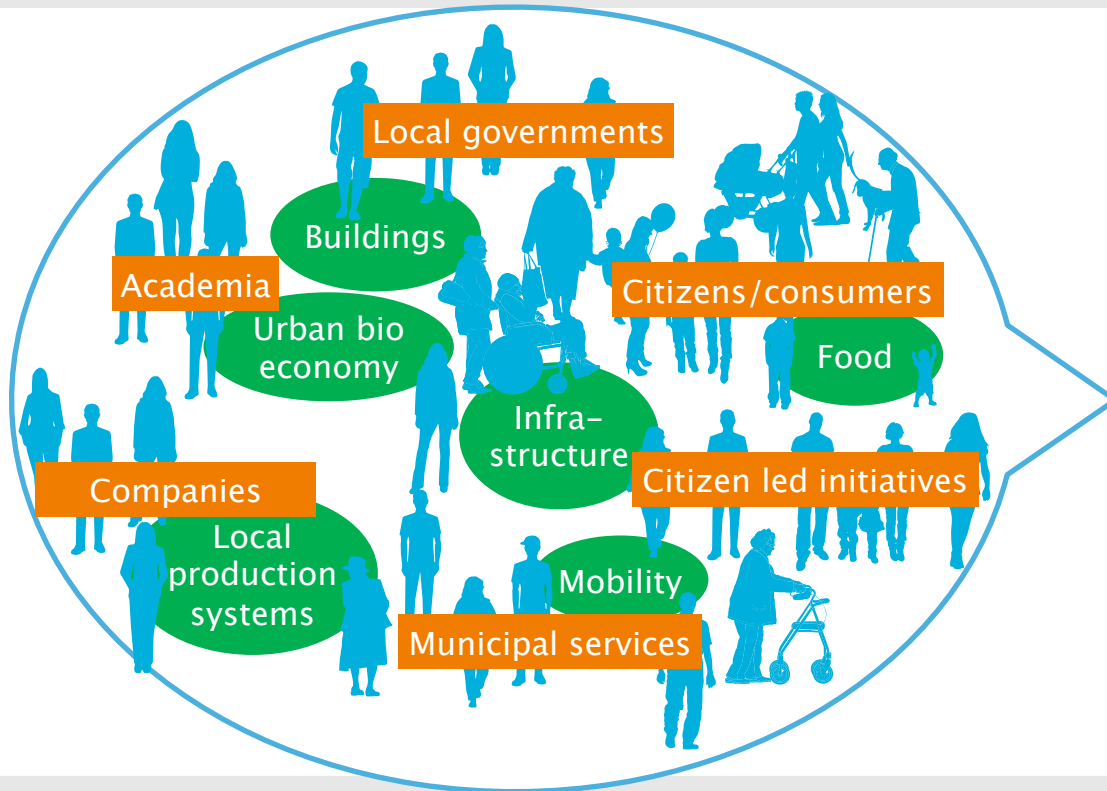 Local governments
Buildings
Academia
Citizens/consumers
Urban bio
economy
Food
Infra-
structure
Citizen led initiatives
Companies
Local
production
systems
Mobility
Municipal services